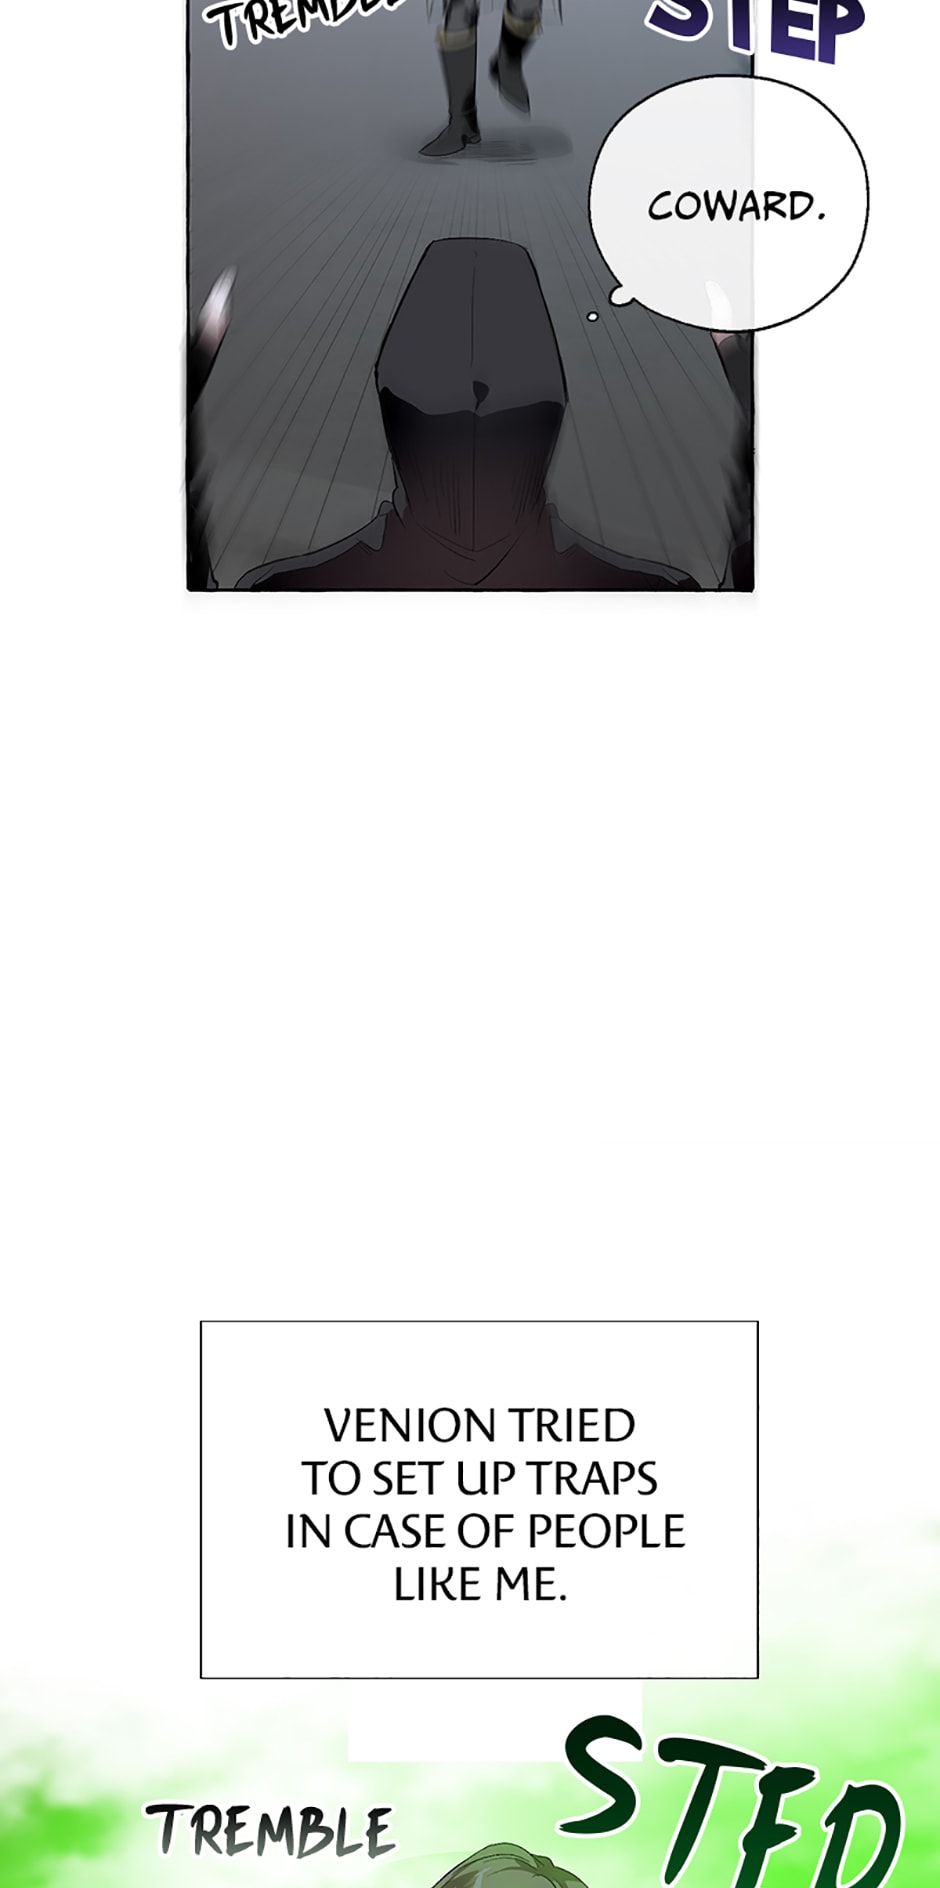 TREMBLE
STEP
COWARD.
VENION TRIED
TO SET UP TRAPS
IN CASE OF PEOPLE
LIKE ME.
STEP
TREMBLE